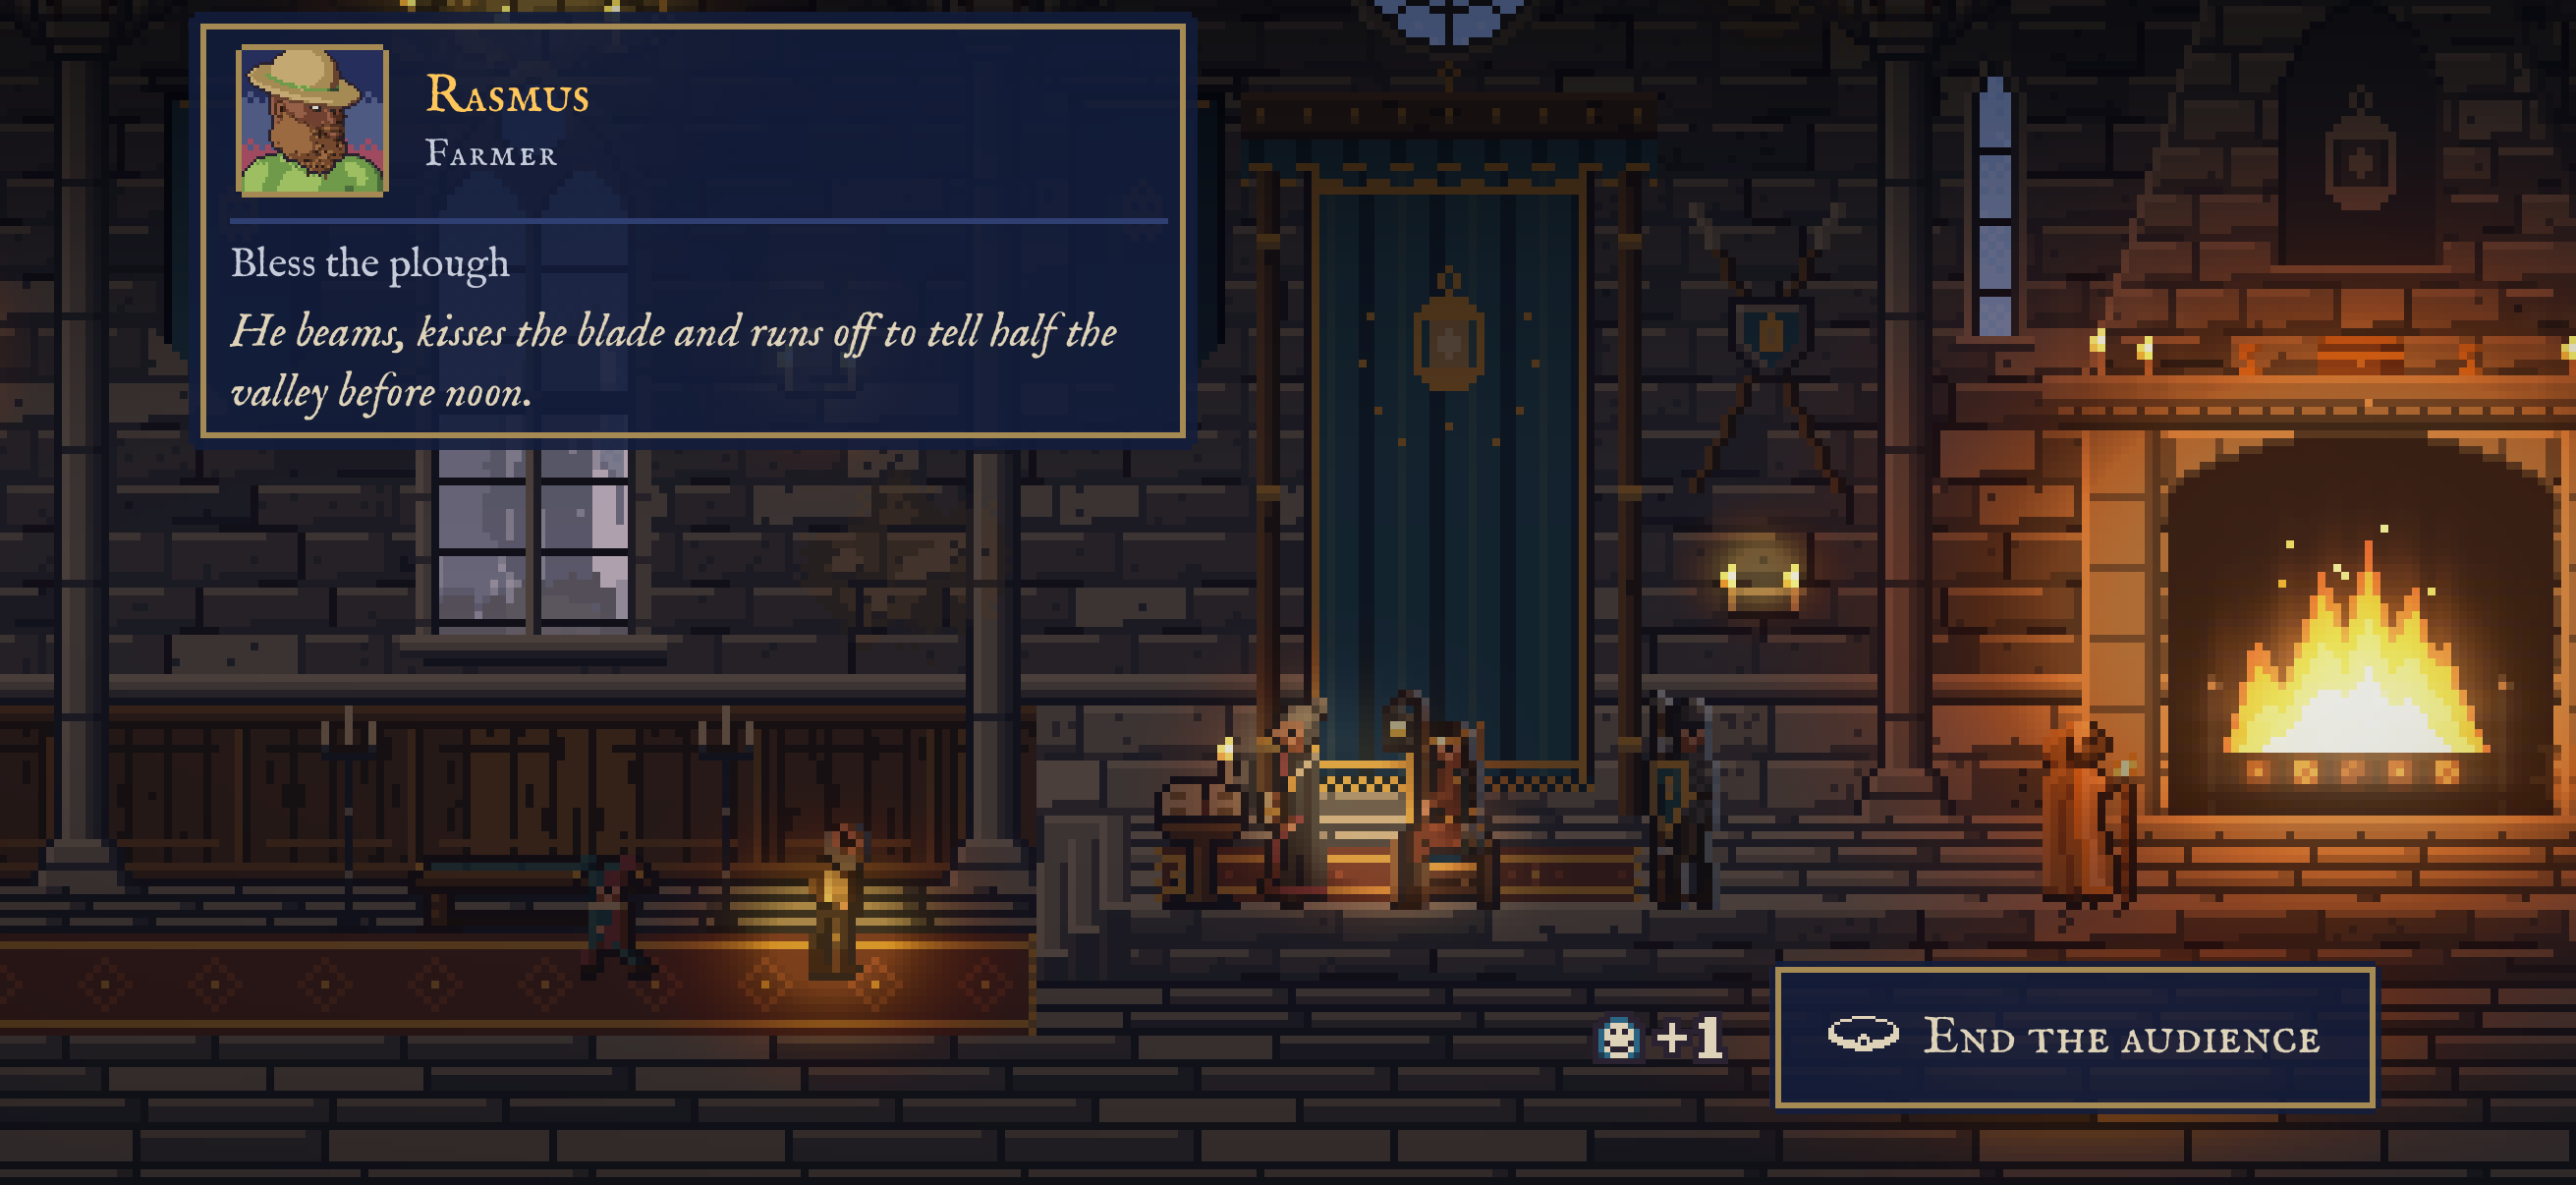 Rasmus
Farmer
Bless the plough
He beams, kisses the blade and runs off to tell half the
valley before noon.
+1
End the audience